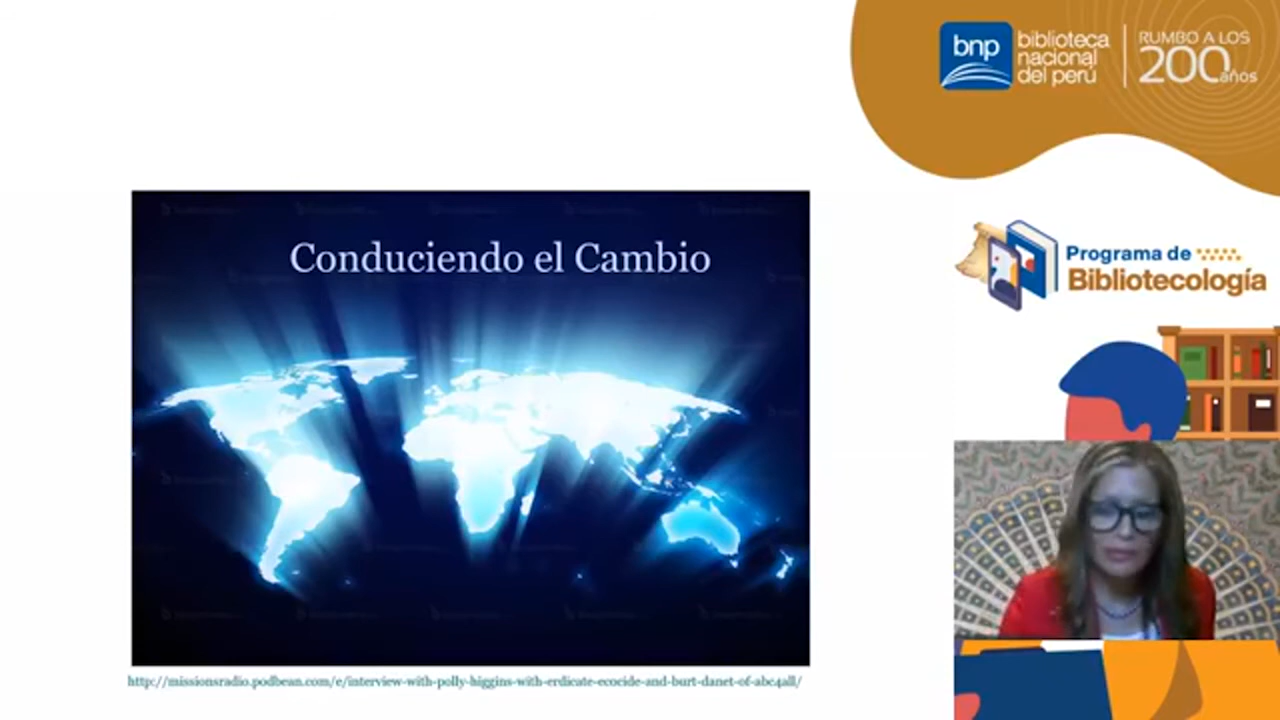 bnp
biblioteca
nacional
del perú
RUMBO A LOS
200
años
Conduciendo el Cambio
Programa de
Bibliotecología
http://missionsradio.podbean.com/e/interview-with-polly-higgins-with-erdicate-ecocide-and-burt-danet-of-abc4all/